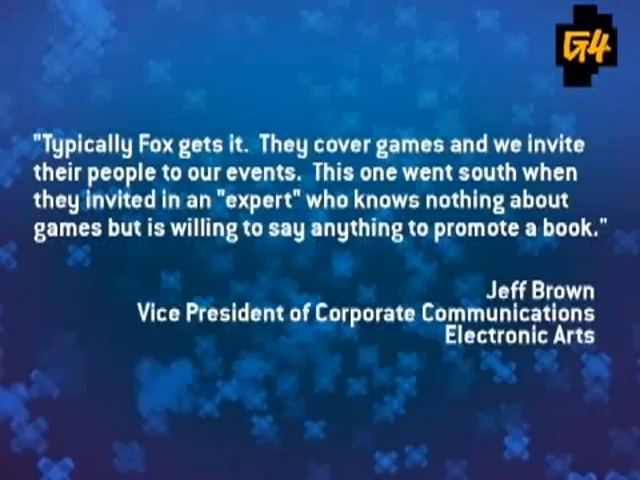 G4
"Typically Fox gets it. They cover games and we invite
their people to our events. This one went south when
they invited in an "expert" who knows nothing about
games but is willing to say anything to promote a book."
Jeff Brown
Vice President of Corporate Communications
Electronic Arts